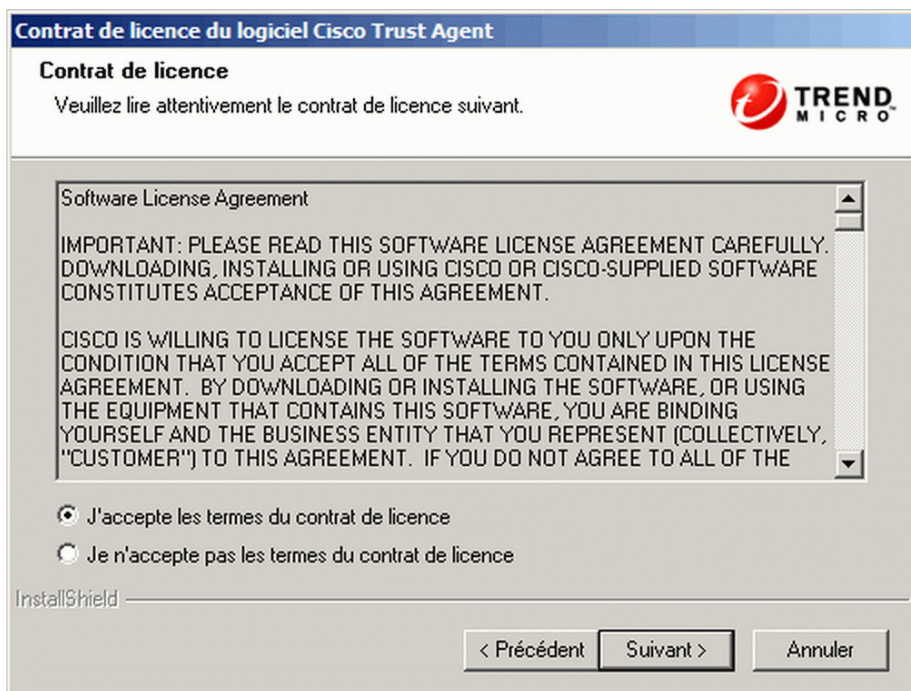 Contrat de licence du logiciel Cisco Trust Agent
Contrat de licence
Veuillez lire attentivement le contrat de licence suivant.
TREND
MICRO™
Software License Agreement
IMPORTANT: PLEASE READ THIS SOFTWARE LICENSE AGREEMENT CAREFULLY.
DOWNLOADING, INSTALLING OR USING CISCO OR CISCO-SUPPLIED SOFTWARE
CONSTITUTES ACCEPTANCE OF THIS AGREEMENT.
CISCO IS WILLING TO LICENSE THE SOFTWARE TO YOU ONLY UPON THE
CONDITION THAT YOU ACCEPT ALL OF THE TERMS CONTAINED IN THIS LICENSE
AGREEMENT.  BY DOWNLOADING OR INSTALLING THE SOFTWARE, OR USING
THE EQUIPMENT THAT CONTAINS THIS SOFTWARE, YOU ARE BINDING
YOURSELF AND THE BUSINESS ENTITY THAT YOU REPRESENT (COLLECTIVELY,
"CUSTOMER") TO THIS AGREEMENT.  IF YOU DO NOT AGREE TO ALL OF THE
J'accepte les termes du contrat de licence
Je n'accepte pas les termes du contrat de licence
InstallShield
< Précédent
Suivant >
Annuler